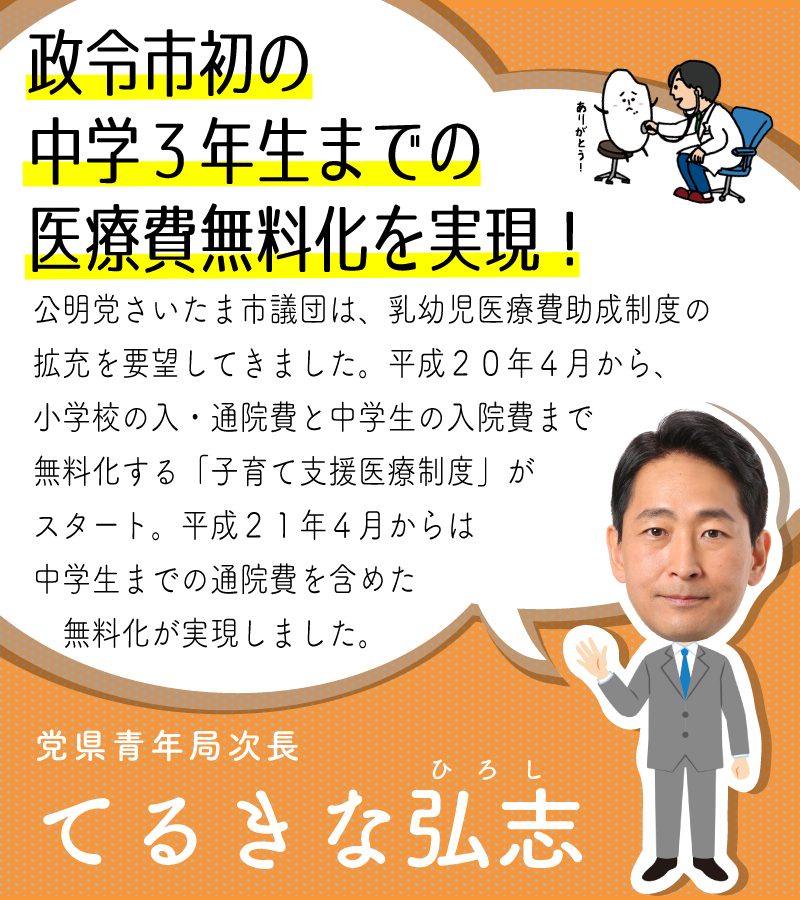 政令市初の
中学３年生までの
医療費無料化を実現！
ありがとう！
公明党さいたま市議団は、乳幼児医療費助成制度の
拡充を要望してきました。平成２０年４月から、
小学校の入・通院費と中学生の入院費まで
無料化する「子育て支援医療制度」が
スタート。平成２１年４月からは
中学生までの通院費を含めた
無料化が実現しました。
党県青年局次長
ひろし
てるきな弘志